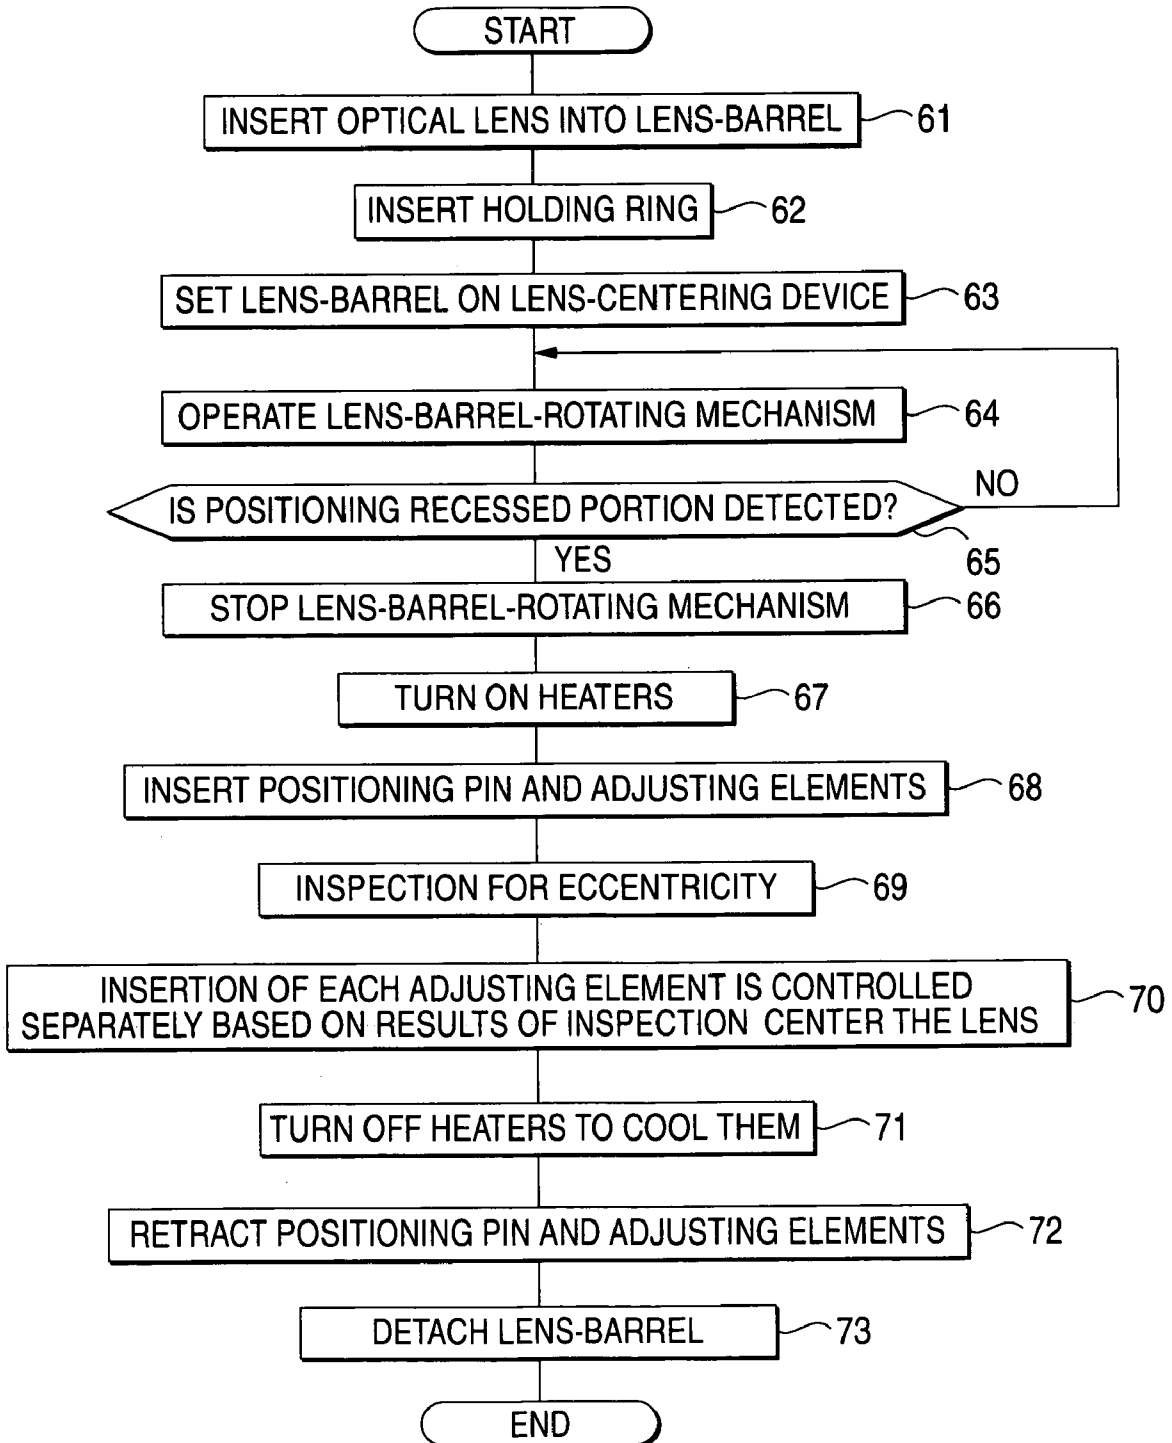 START
INSERT OPTICAL LENS INTO LENS-BARREL
61
INSERT HOLDING RING
62
SET LENS-BARREL ON LENS-CENTERING DEVICE
63
OPERATE LENS-BARREL-ROTATING MECHANISM
64
IS POSITIONING RECESSED PORTION DETECTED?
NO
65
YES
STOP LENS-BARREL-ROTATING MECHANISM
66
TURN ON HEATERS
67
INSERT POSITIONING PIN AND ADJUSTING ELEMENTS
68
INSPECTION FOR ECCENTRICITY
69
INSERTION OF EACH ADJUSTING ELEMENT IS CONTROLLED
SEPARATELY BASED ON RESULTS OF INSPECTION CENTER THE LENS
70
TURN OFF HEATERS TO COOL THEM
71
RETRACT POSITIONING PIN AND ADJUSTING ELEMENTS
72
DETACH LENS-BARREL
73
END